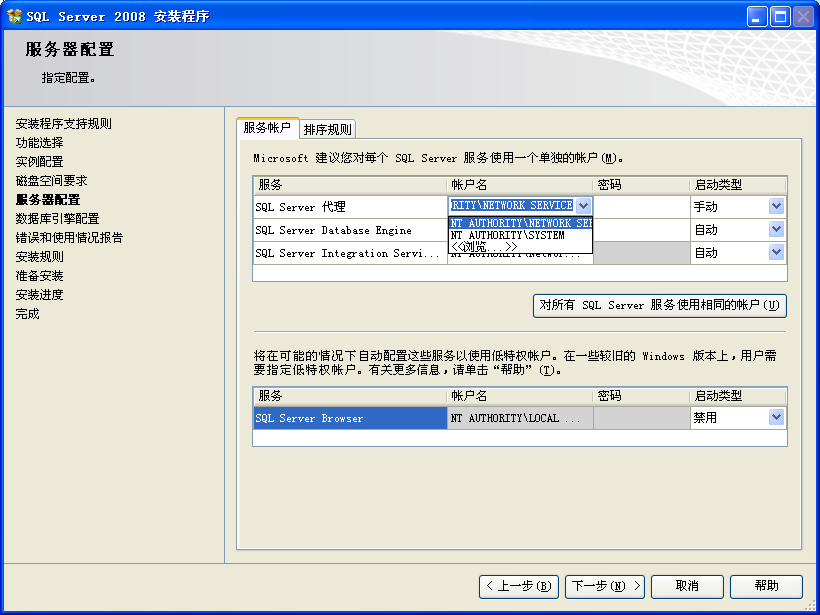 SQL Server 2008 安装程序
服务器配置
指定配置。
安装程序支持规则
功能选择
实例配置
磁盘空间要求
服务器配置
数据库引擎配置
错误和使用情况报告
安装规则
准备安装
安装进度
完成
服务帐户 排序规则
Microsoft 建议您对每个 SQL Server 服务使用一个单独的帐户(M)。
服务 帐户名 密码 启动类型
SQL Server 代理 RITY\NETWORK SERVICE 手动
NT AUTHORITY\NETWORK SER
SQL Server Database Engine 自动
NT AUTHORITY\SYSTEM
<<浏览...>>
SQL Server Integration Servi... NT AUTHORITY\Networ... 自动
对所有 SQL Server 服务使用相同的帐户(U)
将在可能的情况下自动配置这些服务以使用低特权帐户。在一些较旧的 Windows 版本上，用户需
要指定低特权帐户。有关更多信息，请单击“帮助”(T)。
服务 帐户名 密码 启动类型
SQL Server Browser NT AUTHORITY\LOCAL ... 禁用
< 上一步(B) 下一步(N) > 取消 帮助